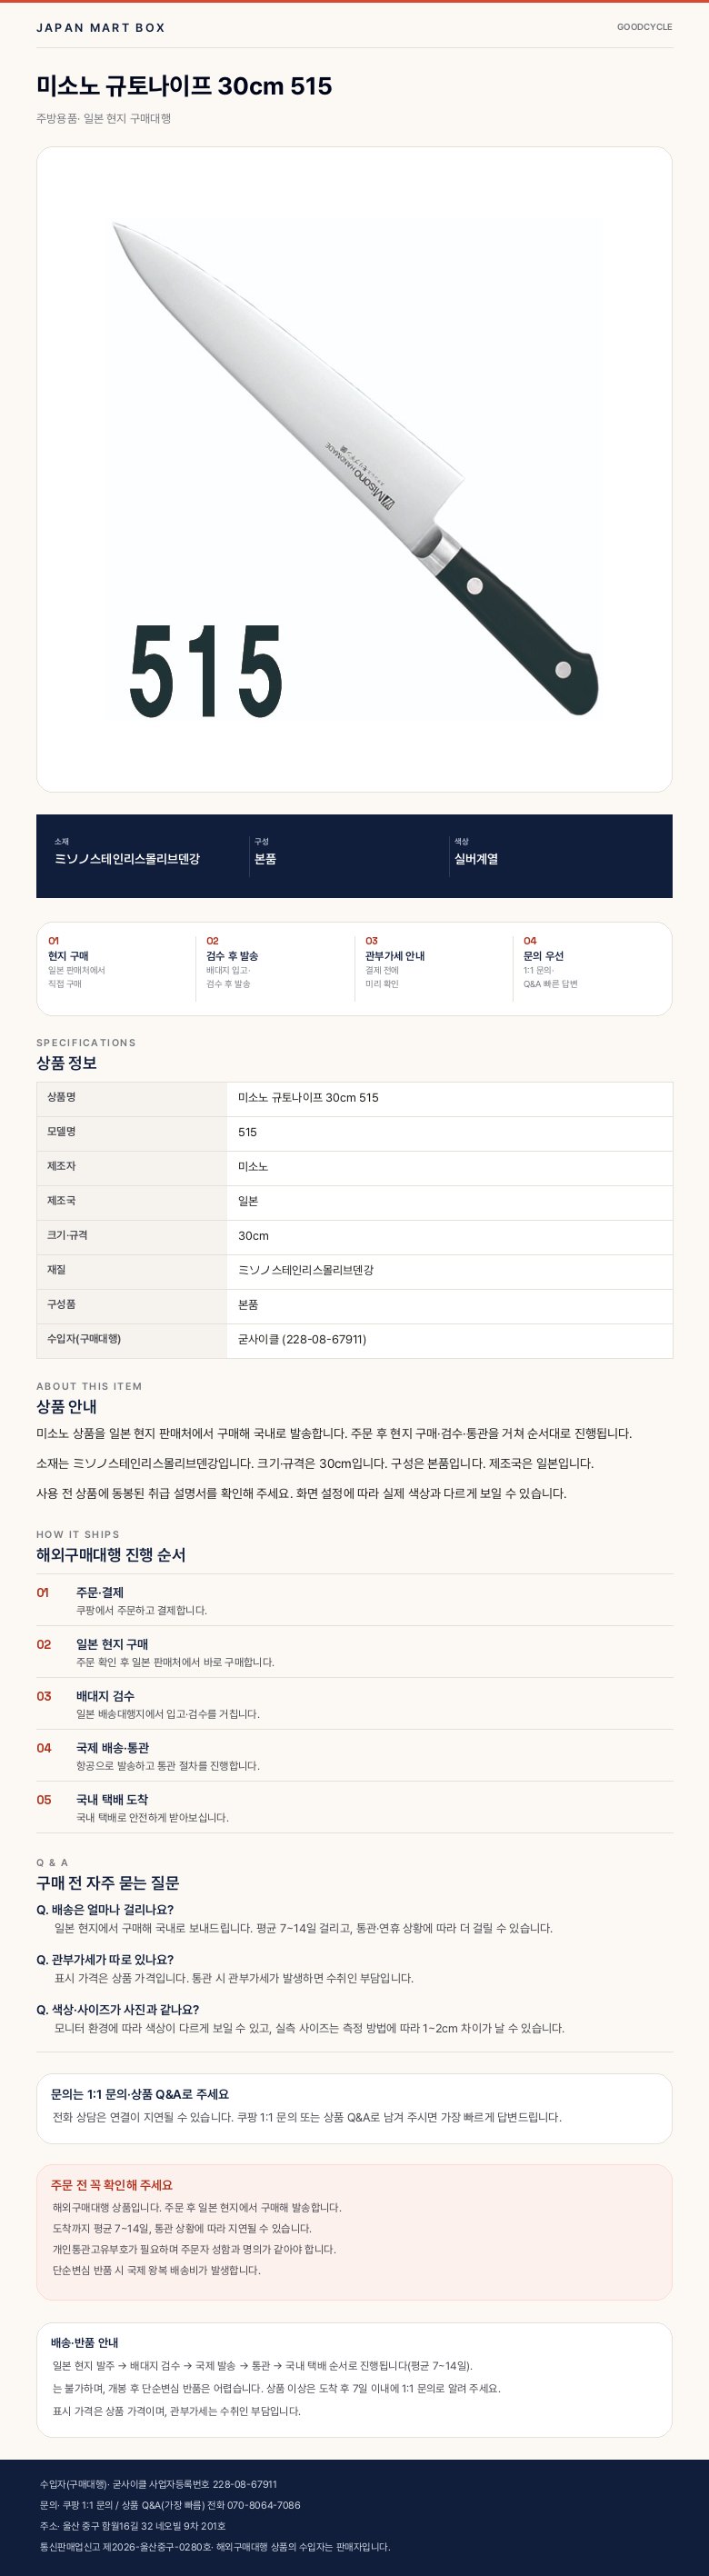 JAPAN MART BOX
GOODCYCLE
미소노 규토나이프 30cm 515
주방용품· 일본 현지 구매대행
Misono HANDMADE
515
소재
ミソノステ인리스몰리브덴강
구성
본품
색상
실버계열
01
현지 구매
일본 판매처에서
직접 구매
02
검수 후 발송
배대지 입고·
검수 후 발송
03
관부가세 안내
결제 전에
미리 확인
04
문의 우선
1:1 문의·
Q&A 빠른 답변
SPECIFICATIONS
상품 정보
상품명
미소노 규토나이프 30cm 515
모델명
515
제조자
미소노
제조국
일본
크기·규격
30cm
재질
ミソノステ인리스몰리브덴강
구성품
본품
수입자(구매대행)
굳사이클 (228-08-67911)
ABOUT THIS ITEM
상품 안내
미소노 상품을 일본 현지 판매처에서 구매해 국내로 발송합니다. 주문 후 현지 구매·검수·통관을 거쳐 순서대로 진행됩니다.
소재는 ミソノ스테인리스몰리브덴강입니다. 크기·규격은 30cm입니다. 구성은 본품입니다. 제조국은 일본입니다.
사용 전 상품에 동봉된 취급 설명서를 확인해 주세요. 화면 설정에 따라 실제 색상과 다르게 보일 수 있습니다.
HOW IT SHIPS
해외구매대행 진행 순서
01
주문·결제
쿠팡에서 주문하고 결제합니다.
02
일본 현지 구매
주문 확인 후 일본 판매처에서 바로 구매합니다.
03
배대지 검수
일본 배송대행지에서 입고·검수를 거칩니다.
04
국제 배송·통관
항공으로 발송하고 통관 절차를 진행합니다.
05
국내 택배 도착
국내 택배로 안전하게 받아보십니다.
Q & A
구매 전 자주 묻는 질문
Q. 배송은 얼마나 걸리나요?
일본 현지에서 구매해 국내로 보내드립니다. 평균 7~14일 걸리고, 통관·연휴 상황에 따라 더 걸릴 수 있습니다.
Q. 관부가세가 따로 있나요?
표시 가격은 상품 가격입니다. 통관 시 관부가세가 발생하면 수취인 부담입니다.
Q. 색상·사이즈가 사진과 같나요?
모니터 환경에 따라 색상이 다르게 보일 수 있고, 실측 사이즈는 측정 방법에 따라 1~2cm 차이가 날 수 있습니다.
문의는 1:1 문의·상품 Q&A로 주세요
전화 상담은 연결이 지연될 수 있습니다. 쿠팡 1:1 문의 또는 상품 Q&A로 남겨 주시면 가장 빠르게 답변드립니다.
주문 전 꼭 확인해 주세요
해외구매대행 상품입니다. 주문 후 일본 현지에서 구매해 발송합니다.
도착까지 평균 7~14일, 통관 상황에 따라 지연될 수 있습니다.
개인통관고유부호가 필요하며 주문자 성함과 명의가 같아야 합니다.
단순변심 반품 시 국제 왕복 배송비가 발생합니다.
배송·반품 안내
일본 현지 발주 → 배대지 검수 → 국제 발송 → 통관 → 국내 택배 순서로 진행됩니다(평균 7~14일).
는 불가하며, 개봉 후 단순변심 반품은 어렵습니다. 상품 이상은 도착 후 7일 이내에 1:1 문의로 알려 주세요.
표시 가격은 상품 가격이며, 관부가세는 수취인 부담입니다.
수입자(구매대행)· 굳사이클 사업자등록번호 228-08-67911
문의· 쿠팡 1:1 문의 / 상품 Q&A(가장 빠름) 전화 070-8064-7086
주소· 울산 중구 함월16길 32 네오빌 9차 201호
통신판매업신고 제2026-울산중구-0280호· 해외구매대행 상품의 수입자는 판매자입니다.